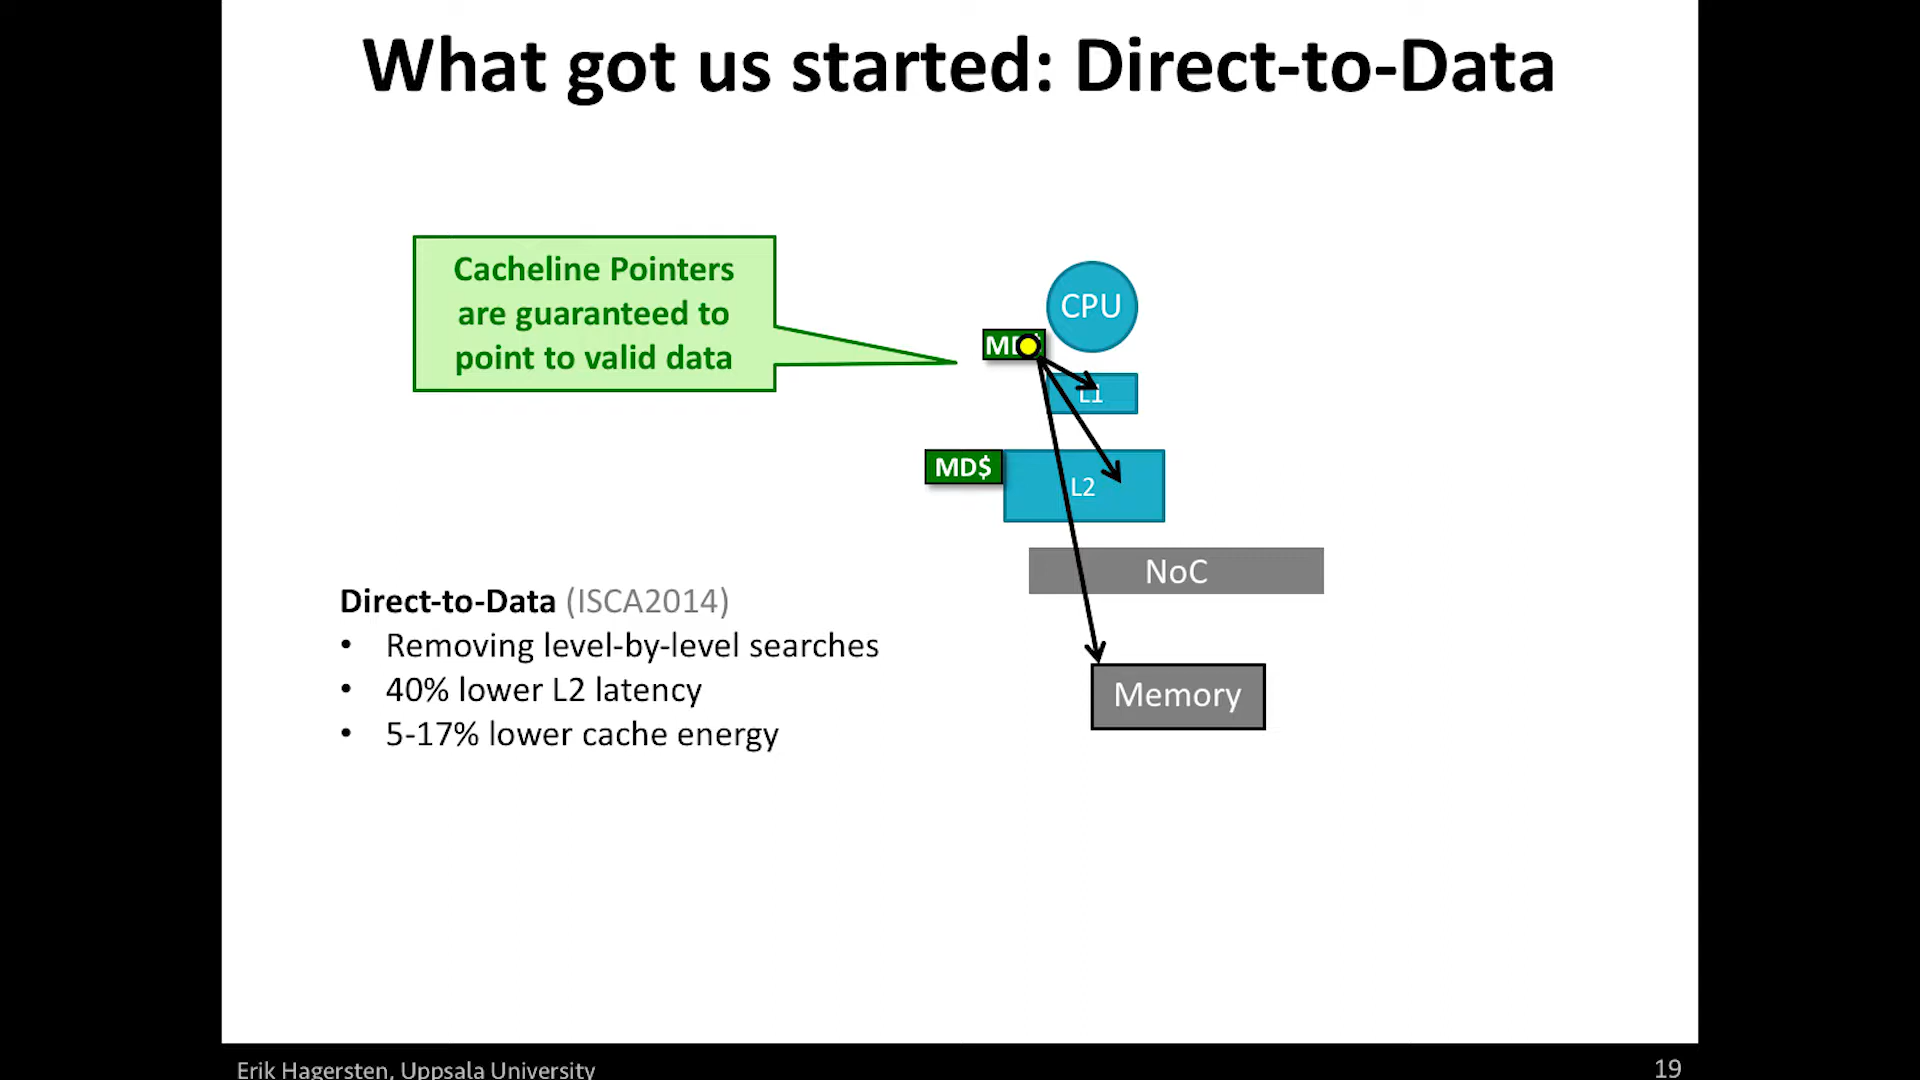 What got us started: Direct-to-Data
Cacheline Pointers
are guaranteed to
point to valid data
CPU
L1
MD$
L2
NoC
Memory
Direct-to-Data (ISCA2014)
• Removing level-by-level searches
• 40% lower L2 latency
• 5-17% lower cache energy
Erik Hagersten, Uppsala University
19